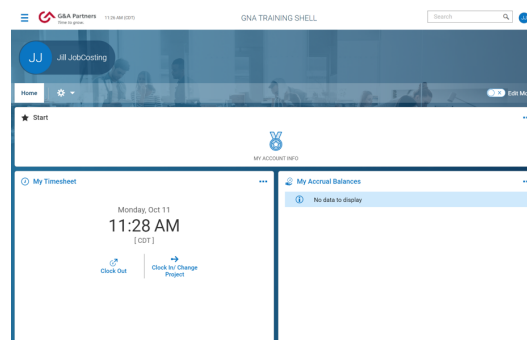 G&A Partners
Time to grow.
11:26 AM (CDT)
GNA TRAINING SHELL
Search
JJ
JJ
Jill JobCosting
Home
Edit Mo
Start
MY ACCOUNT INFO
My Timesheet
My Accrual Balances
No data to display
Monday, Oct 11
11:28 AM
[ CDT ]
Clock Out
Clock In/ Change
Project